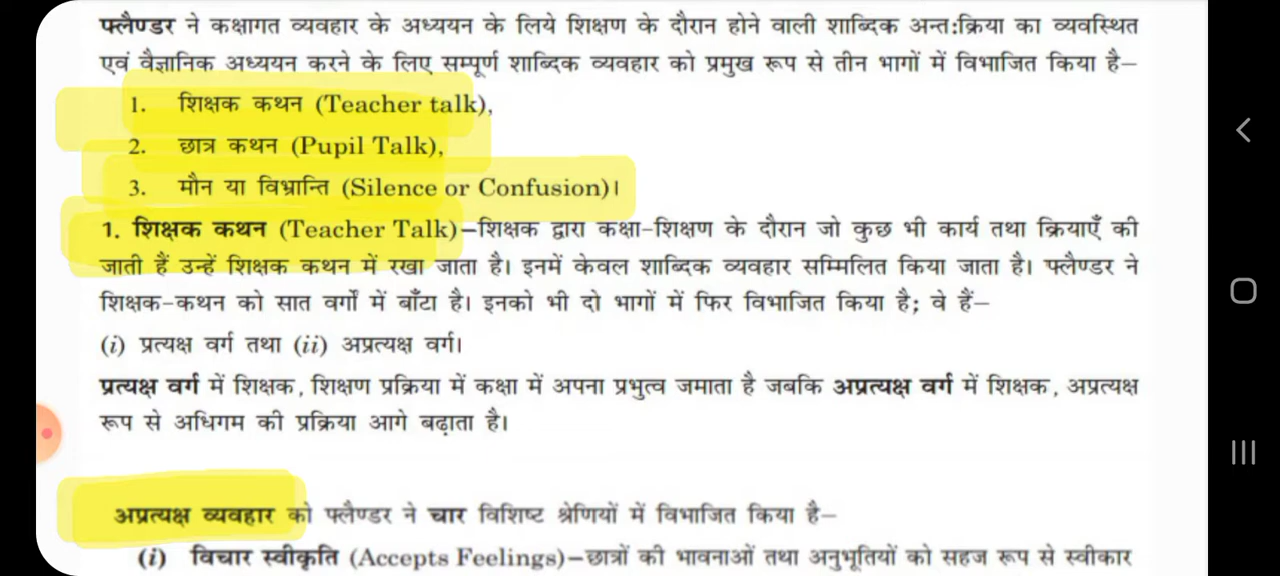 फ्लैण्डर ने कक्षागत व्यवहार के अध्ययन के लिये शिक्षण के दौरान होने वाली शाब्दिक अन्त:क्रिया का व्यवस्थित
एवं वैज्ञानिक अध्ययन करने के लिए सम्पूर्ण शाब्दिक व्यवहार को प्रमुख रूप से तीन भागों में विभाजित किया है–
1. शिक्षक कथन (Teacher talk),
2. छात्र कथन (Pupil Talk),
3. मौन या विभ्रान्ति (Silence or Confusion)।
1. शिक्षक कथन (Teacher Talk)–शिक्षक द्वारा कक्षा-शिक्षण के दौरान जो कुछ भी कार्य तथा क्रियाएँ की
जाती हैं उन्हें शिक्षक कथन में रखा जाता है। इनमें केवल शाब्दिक व्यवहार सम्मिलित किया जाता है। फ्लैण्डर ने
शिक्षक-कथन को सात वर्गों में बाँटा है। इनको भी दो भागों में फिर विभाजित किया है; वे हैं–
(i) प्रत्यक्ष वर्ग तथा (ii) अप्रत्यक्ष वर्ग।
प्रत्यक्ष वर्ग में शिक्षक, शिक्षण प्रक्रिया में कक्षा में अपना प्रभुत्व जमाता है जबकि अप्रत्यक्ष वर्ग में शिक्षक, अप्रत्यक्ष
रूप से अधिगम की प्रक्रिया आगे बढ़ाता है।
अप्रत्यक्ष व्यवहार को फ्लैण्डर ने चार विशिष्ट श्रेणियों में विभाजित किया है–
(i) विचार स्वीकृति (Accepts Feelings)–छात्रों की भावनाओं तथा अनुभूतियों को सहज रूप से स्वीकार